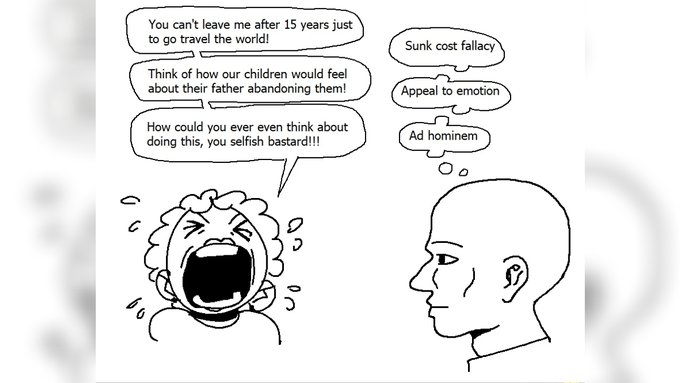 You can't leave me after 15 years just
to go travel the world!
Think of how our children would feel
about their father abandoning them!
How could you ever even think about
doing this, you selfish bastard!!!
Sunk cost fallacy
Appeal to emotion
Ad hominem